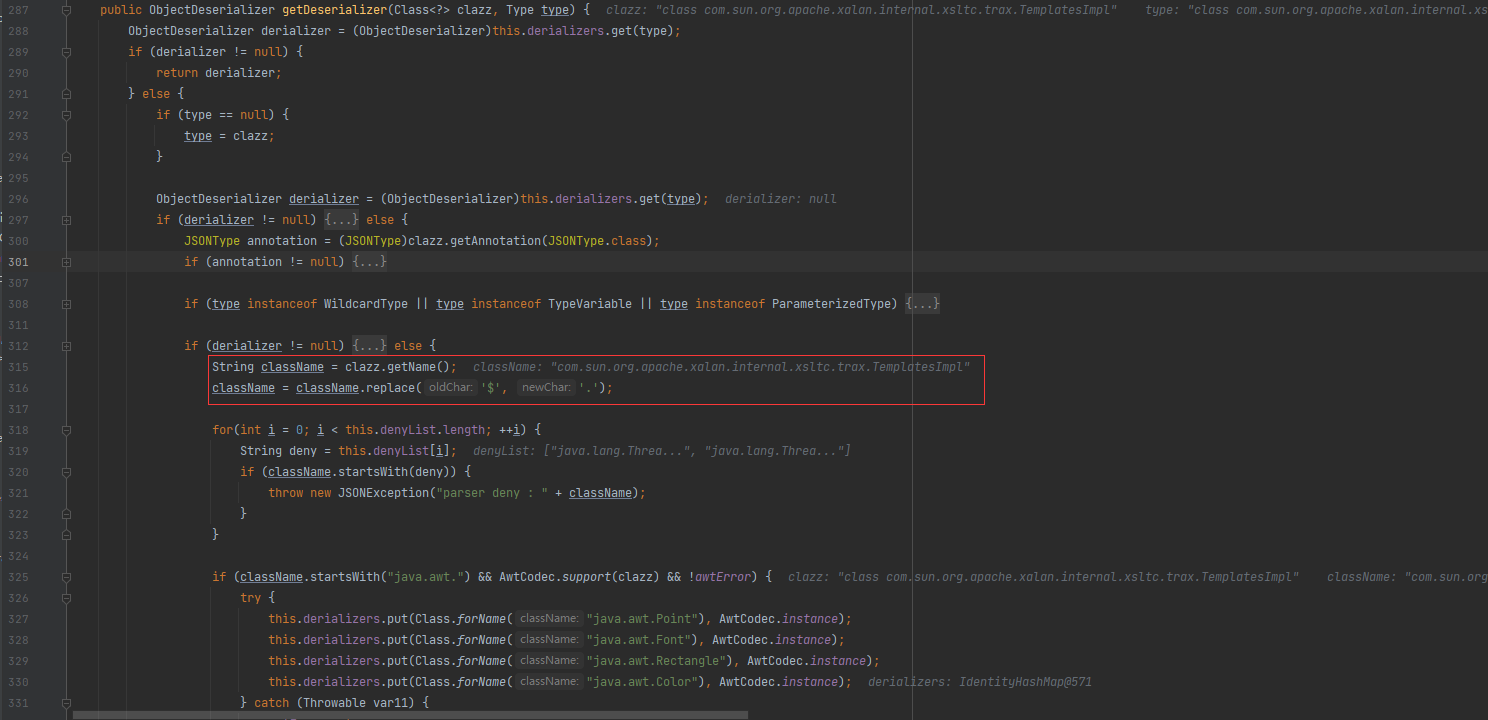 287 public ObjectDeserializer getDeserializer(Class<?> clazz, Type type) { clazz: "class com.sun.org.apache.xalan.internal.xsltc.trax.TemplatesImpl" type: "class com.sun.org.apache.xalan.internal.xs
288 ObjectDeserializer derializer = (ObjectDeserializer)this.derializers.get(type);
289 if (derializer != null) {
290 return derializer;
291 } else {
292 if (type == null) {
293 type = clazz;
294 }
295
296 ObjectDeserializer derializer = (ObjectDeserializer)this.derializers.get(type); derializer: null
297 if (derializer != null) {...} else {
300 JSONType annotation = (JSONType)clazz.getAnnotation(JSONType.class);
301 if (annotation != null) {...}
307
308 if (type instanceof WildcardType || type instanceof TypeVariable || type instanceof ParameterizedType) {...}
311
312 if (derializer != null) {...} else {
315 String className = clazz.getName(); className: "com.sun.org.apache.xalan.internal.xsltc.trax.TemplatesImpl"
316 className = className.replace( oldChar: '$', newChar: '.');
317
318 for(int i = 0; i < this.denyList.length; ++i) {
319 String deny = this.denyList[i]; denyList: ["java.lang.Threa...", "java.lang.Threa..."]
320 if (className.startsWith(deny)) {
321 throw new JSONException("parser deny : " + className);
322 }
323 }
324
325 if (className.startsWith("java.awt.") && AwtCodec.support(clazz) && !awtError) { clazz: "class com.sun.org.apache.xalan.internal.xsltc.trax.TemplatesImpl" className: "com.sun.org
326 try {
327 this.derializers.put(Class.forName( className: "java.awt.Point"), AwtCodec.instance);
328 this.derializers.put(Class.forName( className: "java.awt.Font"), AwtCodec.instance);
329 this.derializers.put(Class.forName( className: "java.awt.Rectangle"), AwtCodec.instance);
330 this.derializers.put(Class.forName( className: "java.awt.Color"), AwtCodec.instance); derializers: IdentityHashMap@571
331 } catch (Throwable var11) {